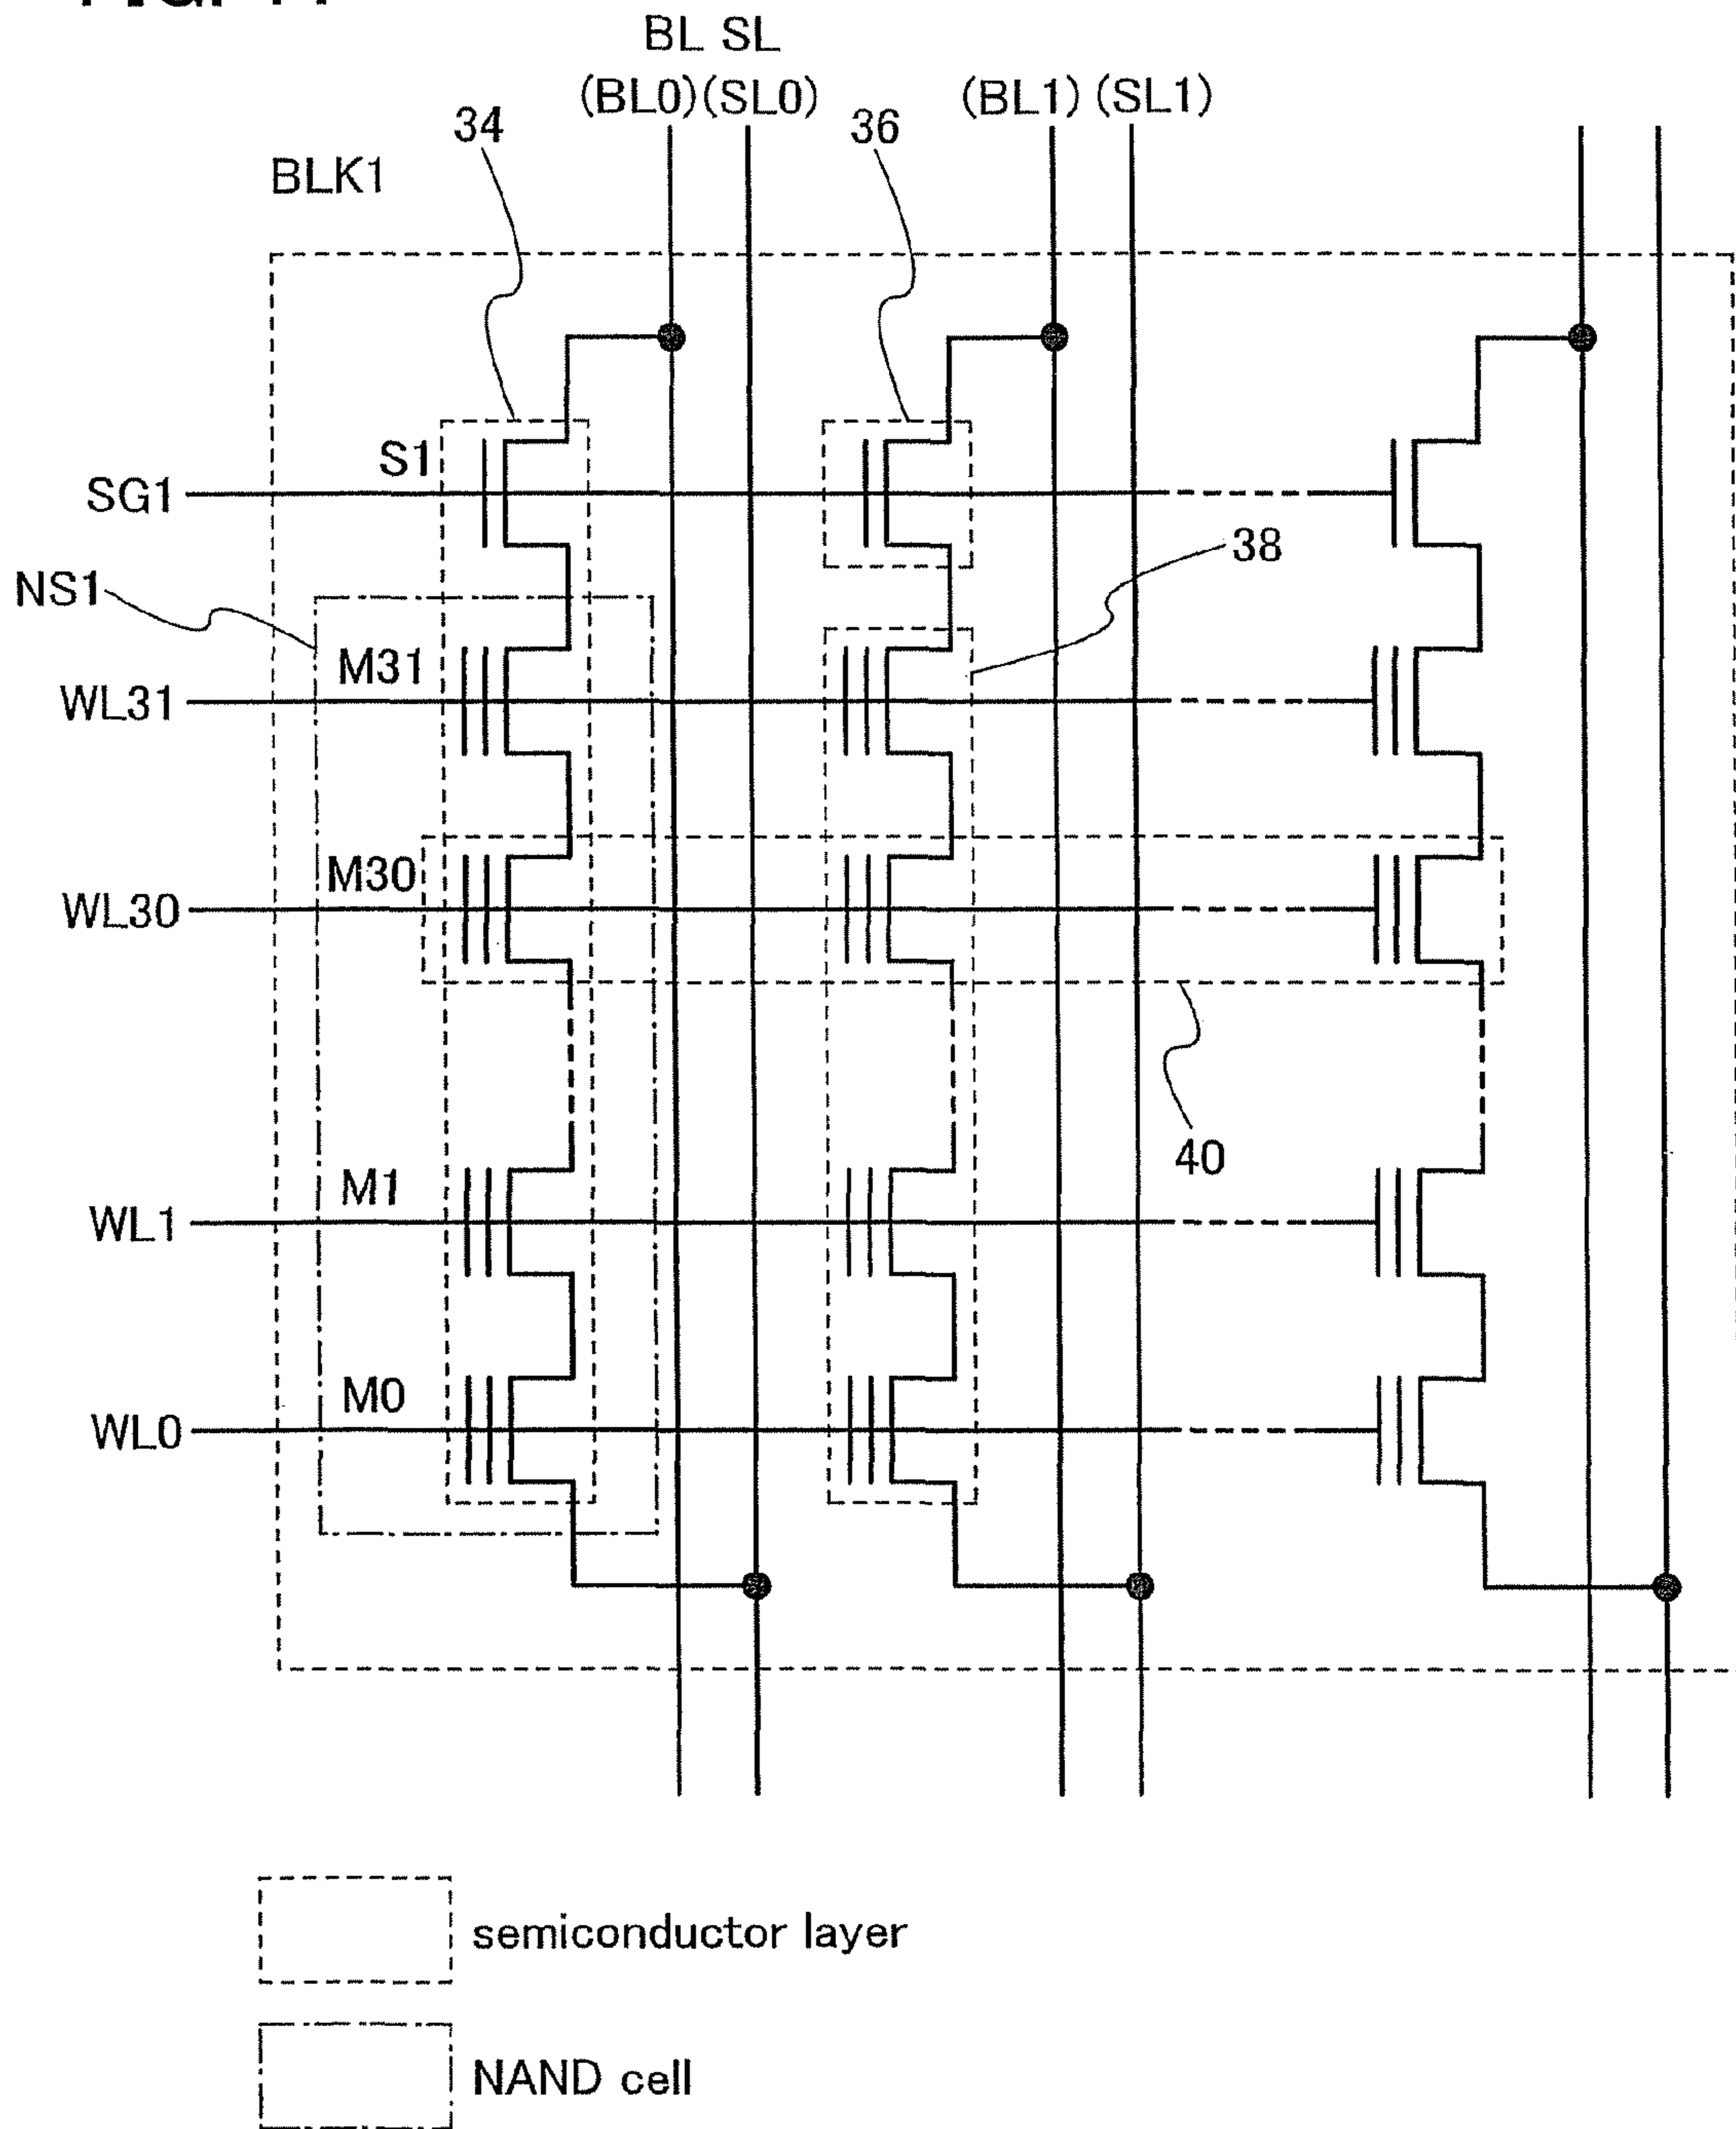 BL SL
(BL0)(SL0) (BL1)(SL1)
34 36
BLK1
S1
SG1
38
NS1
M31
WL31
M30
WL30
40
M1
WL1
M0
WL0
semiconductor layer
NAND cell